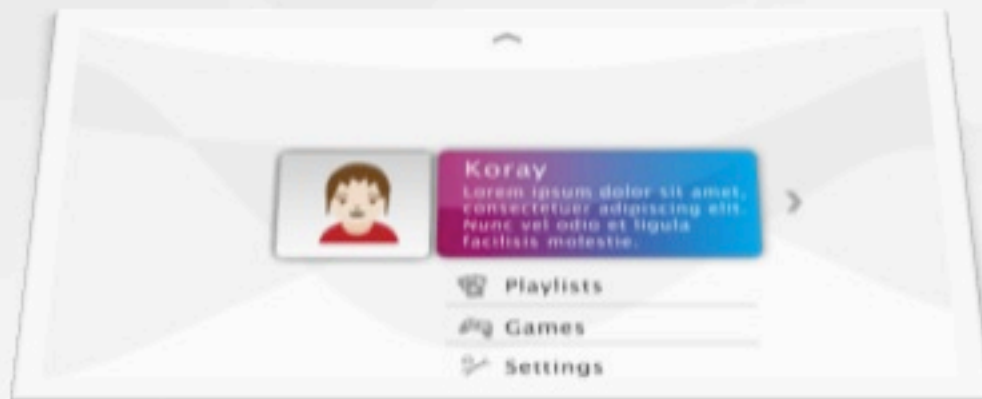 Koray
Lorem ipsum dolor sit amet,
consectetuer adipiscing elit.
Nunc vel odio et ligula
facilisis molestie.
Playlists
Games
Settings